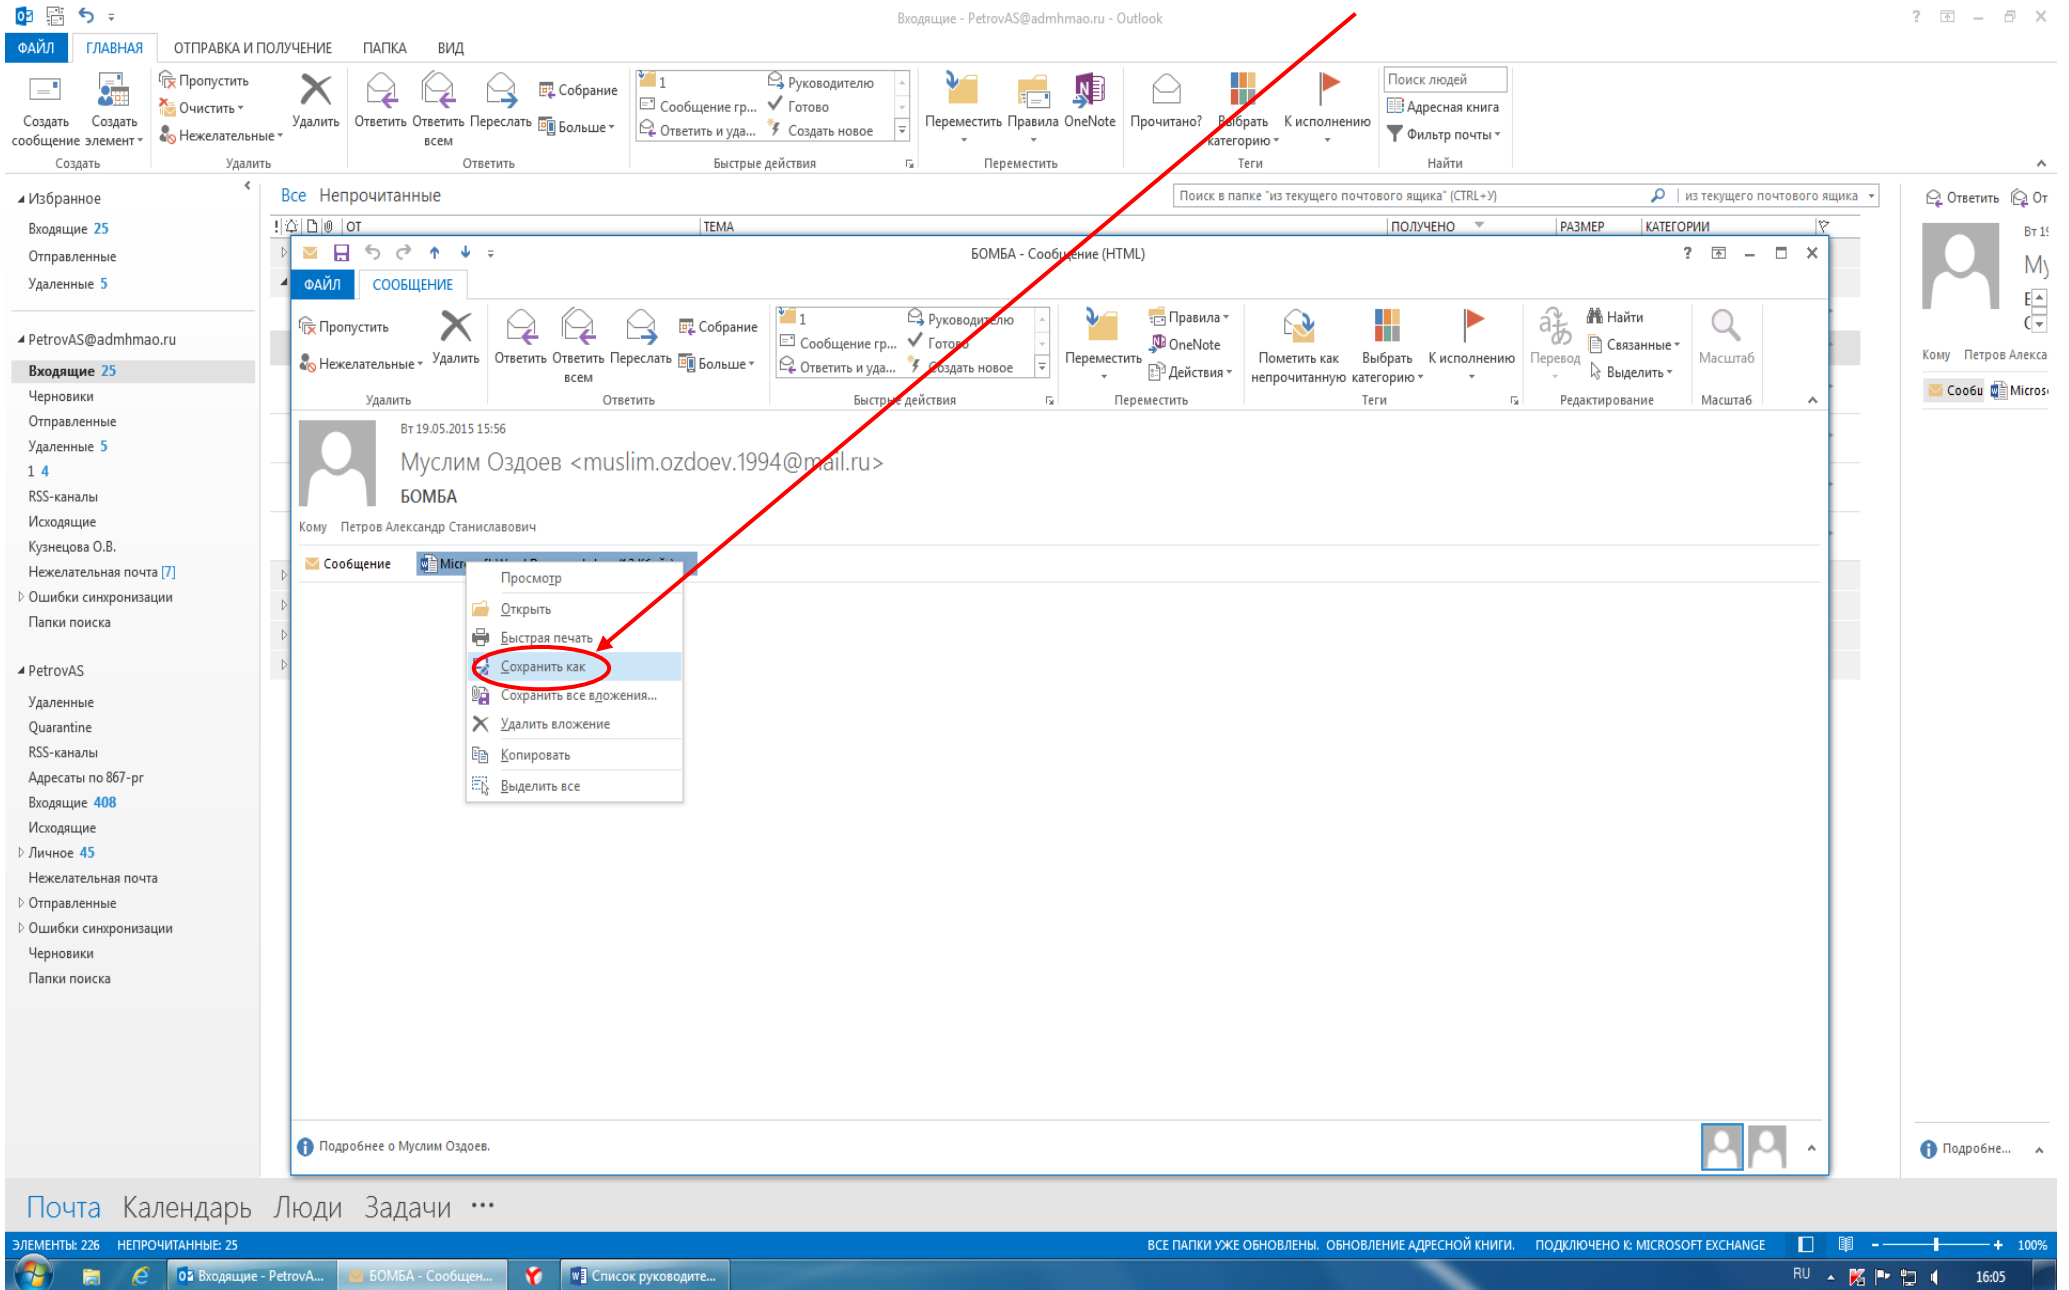 Входящие - PetrovAS@admhmao.ru - Outlook
ФАЙЛ ГЛАВНАЯ ОТПРАВКА И ПОЛУЧЕНИЕ ПАПКА ВИД
Создать сообщение
Создать элемент
Пропустить
Очистить
Нежелательные
Удалить
Ответить
Ответить всем
Переслать
Собрание
Больше
1
Сообщение гр...
Ответить и уда...
Руководителю
Готово
Создать новое
Переместить
Правила
OneNote
Прочитано?
Выбрать категорию
К исполнению
Поиск людей
Адресная книга
Фильтр почты
Создать Удалить Ответить Быстрые действия Переместить Теги Найти
Избранное
Входящие 25
Отправленные
Удаленные 5
PetrovAS@admhmao.ru
Входящие 25
Черновики
Отправленные
Удаленные 5
1 4
RSS-каналы
Исходящие
Кузнецова О.В.
Нежелательная почта [7]
Ошибки синхронизации
Папки поиска
PetrovAS
Удаленные
Quarantine
RSS-каналы
Адресаты по 867-рг
Входящие 408
Исходящие
Личное 45
Нежелательная почта
Отправленные
Ошибки синхронизации
Черновики
Папки поиска
Все Непрочитанные
Поиск в папке "из текущего почтового ящика" (CTRL+У)
из текущего почтового ящика
! ОТ ТЕМА ПОЛУЧЕНО РАЗМЕР КАТЕГОРИИ
БОМБА - Сообщение (HTML)
ФАЙЛ СООБЩЕНИЕ
Пропустить
Нежелательные
Удалить
Ответить
Ответить всем
Переслать
Собрание
Больше
1
Сообщение гр...
Ответить и уда...
Руководителю
Готово
Создать новое
Переместить
Правила
OneNote
Действия
Пометить как непрочитанную
Выбрать категорию
К исполнению
Перевод
Найти
Связанные
Выделить
Масштаб
Удалить Ответить Быстрые действия Переместить Теги Редактирование Масштаб
Вт 19.05.2015 15:56
Муслим Оздоев <muslim.ozdoev.1994@mail.ru>
БОМБА
Кому Петров Александр Станиславович
Сообщение
Просмотр
Открыть
Быстрая печать
Сохранить как
Сохранить все вложения...
Удалить вложение
Копировать
Выделить все
Подробнее о Муслим Оздоев.
Ответить От
Вт 19
Кому Петров Алекса
Сообщ Micros
Подробне...
Почта Календарь Люди Задачи ···
ЭЛЕМЕНТЫ: 226 НЕПРОЧИТАННЫЕ: 25
ВСЕ ПАПКИ УЖЕ ОБНОВЛЕНЫ. ОБНОВЛЕНИЕ АДРЕСНОЙ КНИГИ. ПОДКЛЮЧЕНО К: MICROSOFT EXCHANGE 100%
Входящие - PetrovA...
БОМБА - Сообщен...
Список руководите...
RU 16:05